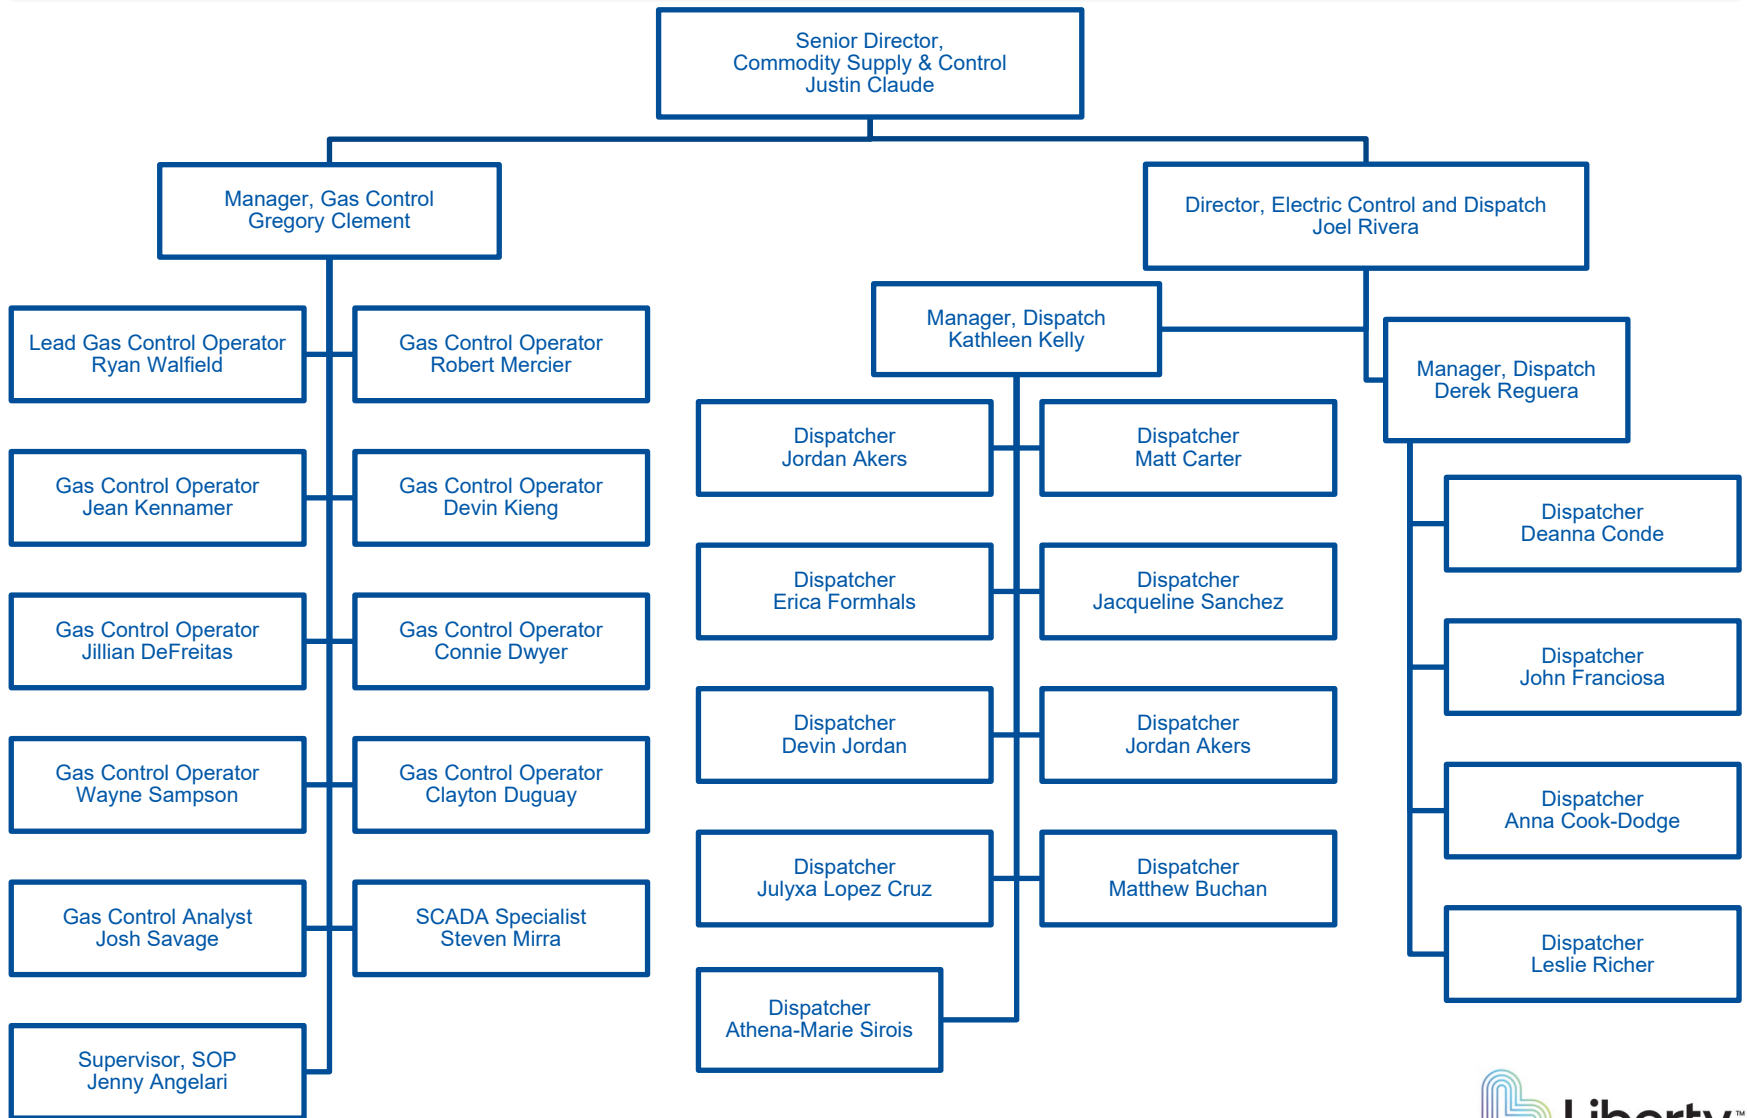 Senior Director,
Commodity Supply & Control
Justin Claude
Manager, Gas Control
Gregory Clement
Director, Electric Control and Dispatch
Joel Rivera
Lead Gas Control Operator
Ryan Walfield
Gas Control Operator
Robert Mercier
Gas Control Operator
Jean Kennamer
Gas Control Operator
Devin Kieng
Gas Control Operator
Jillian DeFreitas
Gas Control Operator
Connie Dwyer
Gas Control Operator
Wayne Sampson
Gas Control Operator
Clayton Duguay
Gas Control Analyst
Josh Savage
SCADA Specialist
Steven Mirra
Supervisor, SOP
Jenny Angelari
Manager, Dispatch
Kathleen Kelly
Dispatcher
Jordan Akers
Dispatcher
Matt Carter
Dispatcher
Erica Formhals
Dispatcher
Jacqueline Sanchez
Dispatcher
Devin Jordan
Dispatcher
Jordan Akers
Dispatcher
Julyxa Lopez Cruz
Dispatcher
Matthew Buchan
Dispatcher
Athena-Marie Sirois
Manager, Dispatch
Derek Reguera
Dispatcher
Deanna Conde
Dispatcher
John Franciosa
Dispatcher
Anna Cook-Dodge
Dispatcher
Leslie Richer
Liberty™